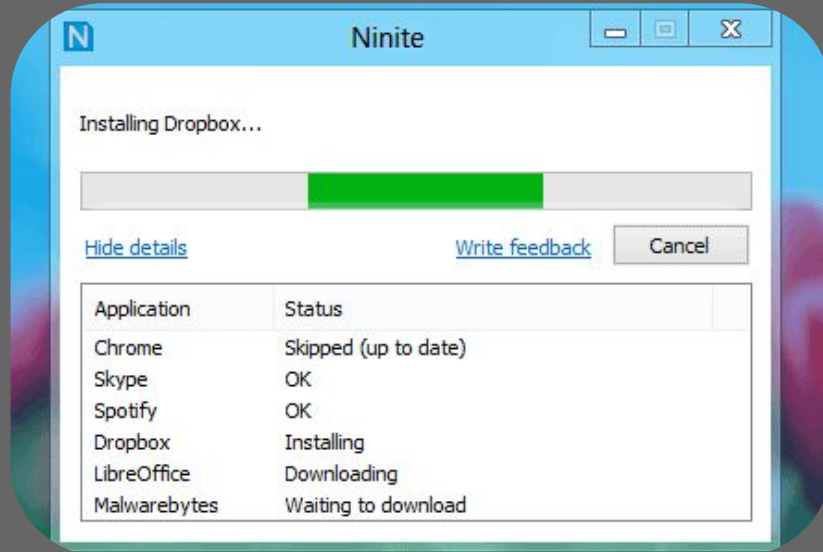 Ninite
Installing Dropbox...
Hide details Write feedback Cancel
Application Status
Chrome Skipped (up to date)
Skype OK
Spotify OK
Dropbox Installing
LibreOffice Downloading
Malwarebytes Waiting to download